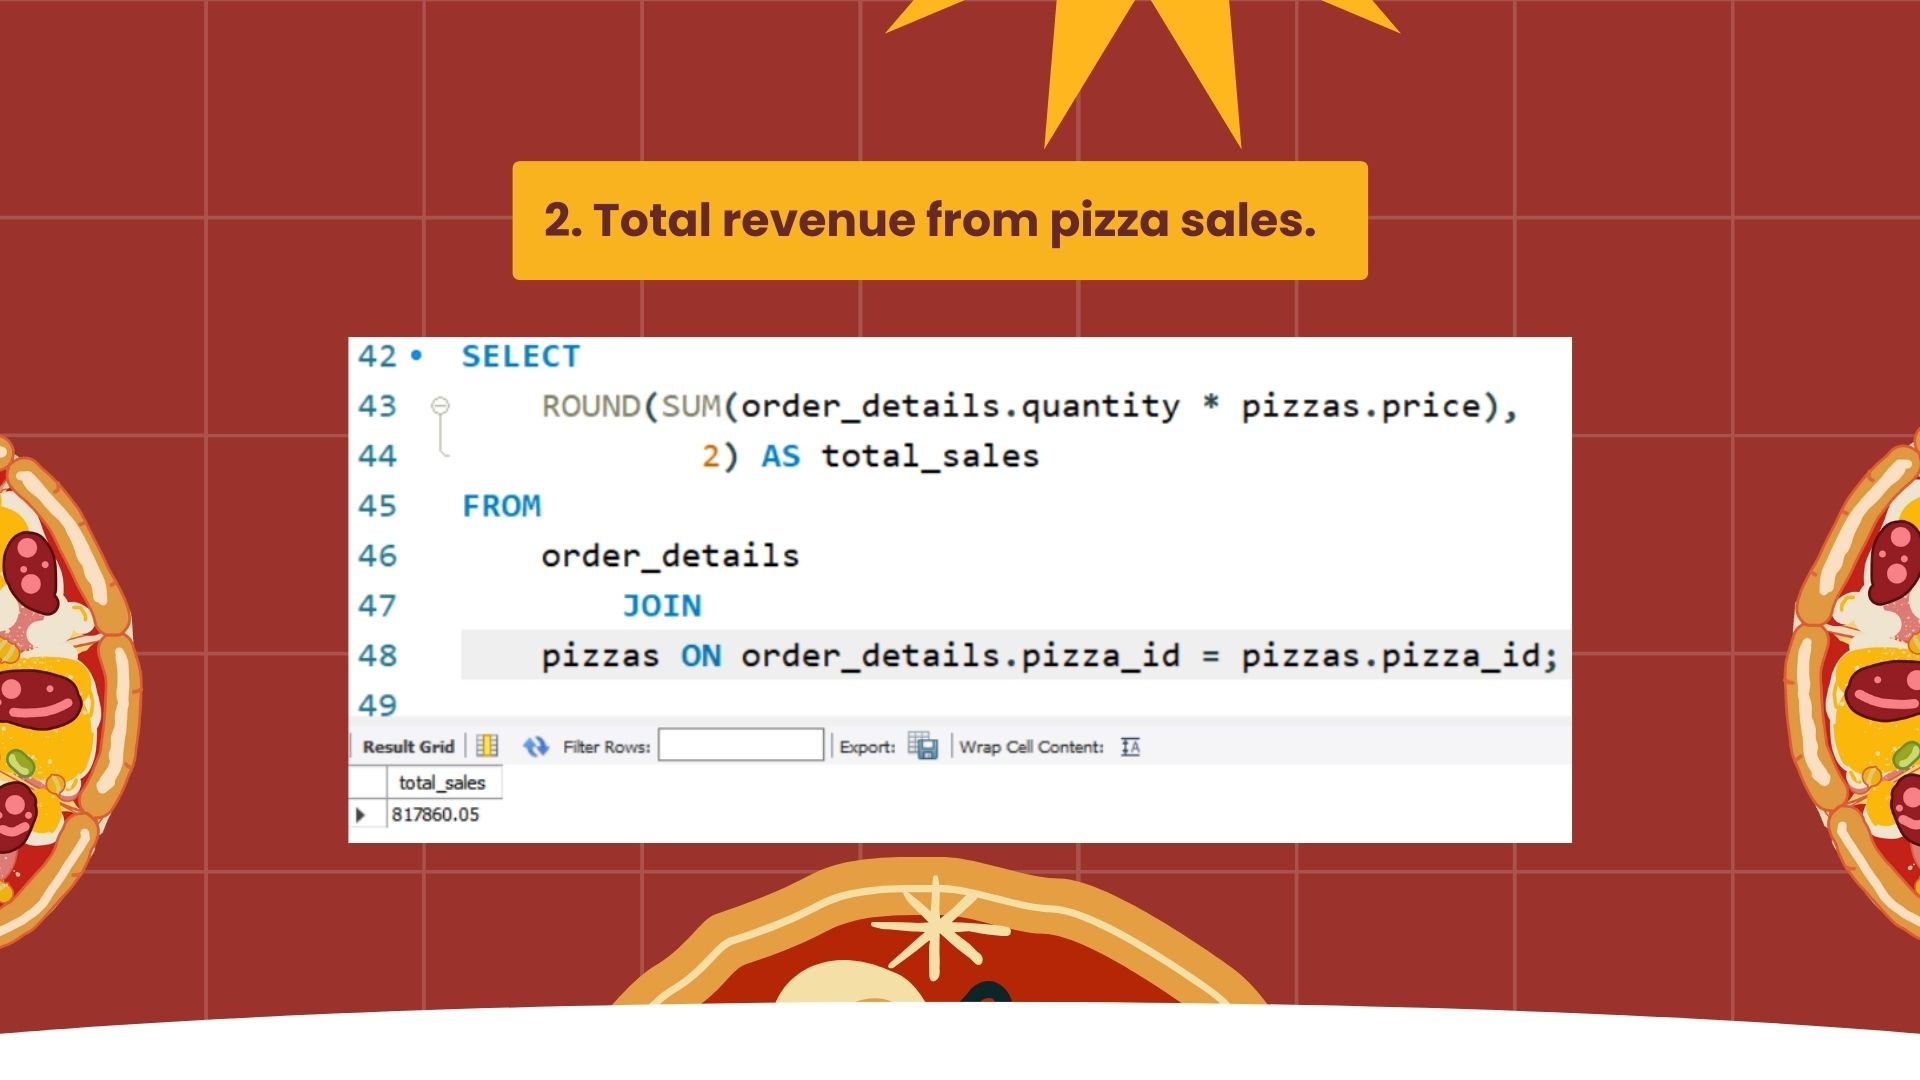 2. Total revenue from pizza sales.
42 SELECT
43 ROUND(SUM(order_details.quantity * pizzas.price),
44 2) AS total_sales
45 FROM
46 order_details
47 JOIN
48 pizzas ON order_details.pizza_id = pizzas.pizza_id;
49
Result Grid Filter Rows: Export: Wrap Cell Content:
total_sales
817860.05